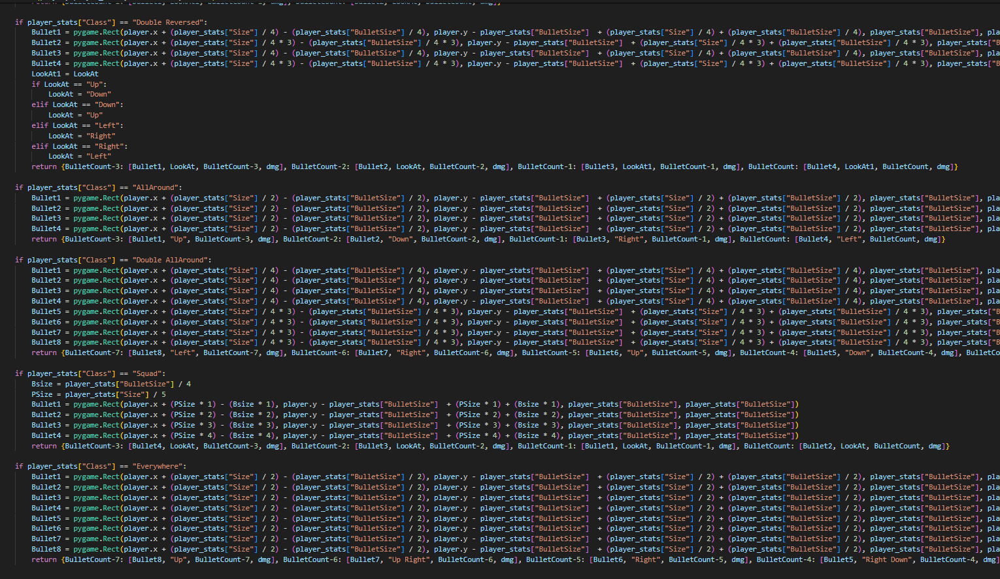 return {BulletCount-1: [Bullet1, LookAt, BulletCount-1, dmg], BulletCount: [Bullet2, LookAt, BulletCount, dmg]}
if player_stats["Class"] == "Double Reversed":
Bullet1 = pygame.Rect(player.x + (player_stats["Size"] / 4) - (player_stats["BulletSize"] / 4), player.y - player_stats["BulletSize"]  + (player_stats["Size"] / 4) + (player_stats["BulletSize"] / 4), player_stats["BulletSize"], pla
Bullet2 = pygame.Rect(player.x + (player_stats["Size"] / 4 * 3) - (player_stats["BulletSize"] / 4 * 3), player.y - player_stats["BulletSize"]  + (player_stats["Size"] / 4 * 3) + (player_stats["BulletSize"] / 4 * 3), player_stats["B
Bullet3 = pygame.Rect(player.x + (player_stats["Size"] / 4) - (player_stats["BulletSize"] / 4), player.y - player_stats["BulletSize"]  + (player_stats["Size"] / 4) + (player_stats["BulletSize"] / 4), player_stats["BulletSize"], pla
Bullet4 = pygame.Rect(player.x + (player_stats["Size"] / 4 * 3) - (player_stats["BulletSize"] / 4 * 3), player.y - player_stats["BulletSize"]  + (player_stats["Size"] / 4 * 3) + (player_stats["BulletSize"] / 4 * 3), player_stats["B
LookAt1 = LookAt
if LookAt == "Up":
LookAt = "Down"
elif LookAt == "Down":
LookAt = "Up"
elif LookAt == "Left":
LookAt = "Right"
elif LookAt == "Right":
LookAt = "Left"
return {BulletCount-3: [Bullet1, LookAt, BulletCount-3, dmg], BulletCount-2: [Bullet2, LookAt, BulletCount-2, dmg], BulletCount-1: [Bullet3, LookAt1, BulletCount-1, dmg], BulletCount: [Bullet4, LookAt1, BulletCount, dmg]}
if player_stats["Class"] == "AllAround":
Bullet1 = pygame.Rect(player.x + (player_stats["Size"] / 2) - (player_stats["BulletSize"] / 2), player.y - player_stats["BulletSize"]  + (player_stats["Size"] / 2) + (player_stats["BulletSize"] / 2), player_stats["BulletSize"], pla
Bullet2 = pygame.Rect(player.x + (player_stats["Size"] / 2) - (player_stats["BulletSize"] / 2), player.y - player_stats["BulletSize"]  + (player_stats["Size"] / 2) + (player_stats["BulletSize"] / 2), player_stats["BulletSize"], pla
Bullet3 = pygame.Rect(player.x + (player_stats["Size"] / 2) - (player_stats["BulletSize"] / 2), player.y - player_stats["BulletSize"]  + (player_stats["Size"] / 2) + (player_stats["BulletSize"] / 2), player_stats["BulletSize"], pla
Bullet4 = pygame.Rect(player.x + (player_stats["Size"] / 2) - (player_stats["BulletSize"] / 2), player.y - player_stats["BulletSize"]  + (player_stats["Size"] / 2) + (player_stats["BulletSize"] / 2), player_stats["BulletSize"], pla
return {BulletCount-3: [Bullet1, "Up", BulletCount-3, dmg], BulletCount-2: [Bullet2, "Down", BulletCount-2, dmg], BulletCount-1: [Bullet3, "Right", BulletCount-1, dmg], BulletCount: [Bullet4, "Left", BulletCount, dmg]}
if player_stats["Class"] == "Double AllAround":
Bullet1 = pygame.Rect(player.x + (player_stats["Size"] / 4) - (player_stats["BulletSize"] / 4), player.y - player_stats["BulletSize"]  + (player_stats["Size"] / 4) + (player_stats["BulletSize"] / 4), player_stats["BulletSize"], pla
Bullet2 = pygame.Rect(player.x + (player_stats["Size"] / 4) - (player_stats["BulletSize"] / 4), player.y - player_stats["BulletSize"]  + (player_stats["Size"] / 4) + (player_stats["BulletSize"] / 4), player_stats["BulletSize"], pla
Bullet3 = pygame.Rect(player.x + (player_stats["Size"] / 4) - (player_stats["BulletSize"] / 4), player.y - player_stats["BulletSize"]  + (player_stats["Size"] / 4) + (player_stats["BulletSize"] / 4), player_stats["BulletSize"], pla
Bullet4 = pygame.Rect(player.x + (player_stats["Size"] / 4) - (player_stats["BulletSize"] / 4), player.y - player_stats["BulletSize"]  + (player_stats["Size"] / 4) + (player_stats["BulletSize"] / 4), player_stats["BulletSize"], pla
Bullet5 = pygame.Rect(player.x + (player_stats["Size"] / 4 * 3) - (player_stats["BulletSize"] / 4 * 3), player.y - player_stats["BulletSize"]  + (player_stats["Size"] / 4 * 3) + (player_stats["BulletSize"] / 4 * 3), player_stats["B
Bullet6 = pygame.Rect(player.x + (player_stats["Size"] / 4 * 3) - (player_stats["BulletSize"] / 4 * 3), player.y - player_stats["BulletSize"]  + (player_stats["Size"] / 4 * 3) + (player_stats["BulletSize"] / 4 * 3), player_stats["B
Bullet7 = pygame.Rect(player.x + (player_stats["Size"] / 4 * 3) - (player_stats["BulletSize"] / 4 * 3), player.y - player_stats["BulletSize"]  + (player_stats["Size"] / 4 * 3) + (player_stats["BulletSize"] / 4 * 3), player_stats["B
Bullet8 = pygame.Rect(player.x + (player_stats["Size"] / 4 * 3) - (player_stats["BulletSize"] / 4 * 3), player.y - player_stats["BulletSize"]  + (player_stats["Size"] / 4 * 3) + (player_stats["BulletSize"] / 4 * 3), player_stats["B
return {BulletCount-7: [Bullet8, "Left", BulletCount-7, dmg], BulletCount-6: [Bullet7, "Right", BulletCount-6, dmg], BulletCount-5: [Bullet6, "Up", BulletCount-5, dmg], BulletCount-4: [Bullet5, "Down", BulletCount-4, dmg], BulletCo
if player_stats["Class"] == "Squad":
Bsize = player_stats["BulletSize"] / 4
PSize = player_stats["Size"] / 5
Bullet1 = pygame.Rect(player.x + (PSize * 1) - (Bsize * 1), player.y - player_stats["BulletSize"]  + (PSize * 1) + (Bsize * 1), player_stats["BulletSize"], player_stats["BulletSize"])
Bullet2 = pygame.Rect(player.x + (PSize * 2) - (Bsize * 2), player.y - player_stats["BulletSize"]  + (PSize * 2) + (Bsize * 2), player_stats["BulletSize"], player_stats["BulletSize"])
Bullet3 = pygame.Rect(player.x + (PSize * 3) - (Bsize * 3), player.y - player_stats["BulletSize"]  + (PSize * 3) + (Bsize * 3), player_stats["BulletSize"], player_stats["BulletSize"])
Bullet4 = pygame.Rect(player.x + (PSize * 4) - (Bsize * 4), player.y - player_stats["BulletSize"]  + (PSize * 4) + (Bsize * 4), player_stats["BulletSize"], player_stats["BulletSize"])
return {BulletCount-3: [Bullet4, LookAt, BulletCount-3, dmg], BulletCount-2: [Bullet3, LookAt, BulletCount-2, dmg], BulletCount-1: [Bullet1, LookAt, BulletCount-1, dmg], BulletCount: [Bullet2, LookAt, BulletCount, dmg]}
if player_stats["Class"] == "Everywhere":
Bullet1 = pygame.Rect(player.x + (player_stats["Size"] / 2) - (player_stats["BulletSize"] / 2), player.y - player_stats["BulletSize"]  + (player_stats["Size"] / 2) + (player_stats["BulletSize"] / 2), player_stats["BulletSize"], pla
Bullet2 = pygame.Rect(player.x + (player_stats["Size"] / 2) - (player_stats["BulletSize"] / 2), player.y - player_stats["BulletSize"]  + (player_stats["Size"] / 2) + (player_stats["BulletSize"] / 2), player_stats["BulletSize"], pla
Bullet3 = pygame.Rect(player.x + (player_stats["Size"] / 2) - (player_stats["BulletSize"] / 2), player.y - player_stats["BulletSize"]  + (player_stats["Size"] / 2) + (player_stats["BulletSize"] / 2), player_stats["BulletSize"], pla
Bullet4 = pygame.Rect(player.x + (player_stats["Size"] / 2) - (player_stats["BulletSize"] / 2), player.y - player_stats["BulletSize"]  + (player_stats["Size"] / 2) + (player_stats["BulletSize"] / 2), player_stats["BulletSize"], pla
Bullet5 = pygame.Rect(player.x + (player_stats["Size"] / 2) - (player_stats["BulletSize"] / 2), player.y - player_stats["BulletSize"]  + (player_stats["Size"] / 2) + (player_stats["BulletSize"] / 2), player_stats["BulletSize"], pla
Bullet6 = pygame.Rect(player.x + (player_stats["Size"] / 2) - (player_stats["BulletSize"] / 2), player.y - player_stats["BulletSize"]  + (player_stats["Size"] / 2) + (player_stats["BulletSize"] / 2), player_stats["BulletSize"], pla
Bullet7 = pygame.Rect(player.x + (player_stats["Size"] / 2) - (player_stats["BulletSize"] / 2), player.y - player_stats["BulletSize"]  + (player_stats["Size"] / 2) + (player_stats["BulletSize"] / 2), player_stats["BulletSize"], pla
Bullet8 = pygame.Rect(player.x + (player_stats["Size"] / 2) - (player_stats["BulletSize"] / 2), player.y - player_stats["BulletSize"]  + (player_stats["Size"] / 2) + (player_stats["BulletSize"] / 2), player_stats["BulletSize"], pla
return {BulletCount-7: [Bullet8, "Up", BulletCount-7, dmg], BulletCount-6: [Bullet7, "Up Right", BulletCount-6, dmg], BulletCount-5: [Bullet6, "Right", BulletCount-5, dmg], BulletCount-4: [Bullet5, "Right Down", BulletCount-4, dmg]